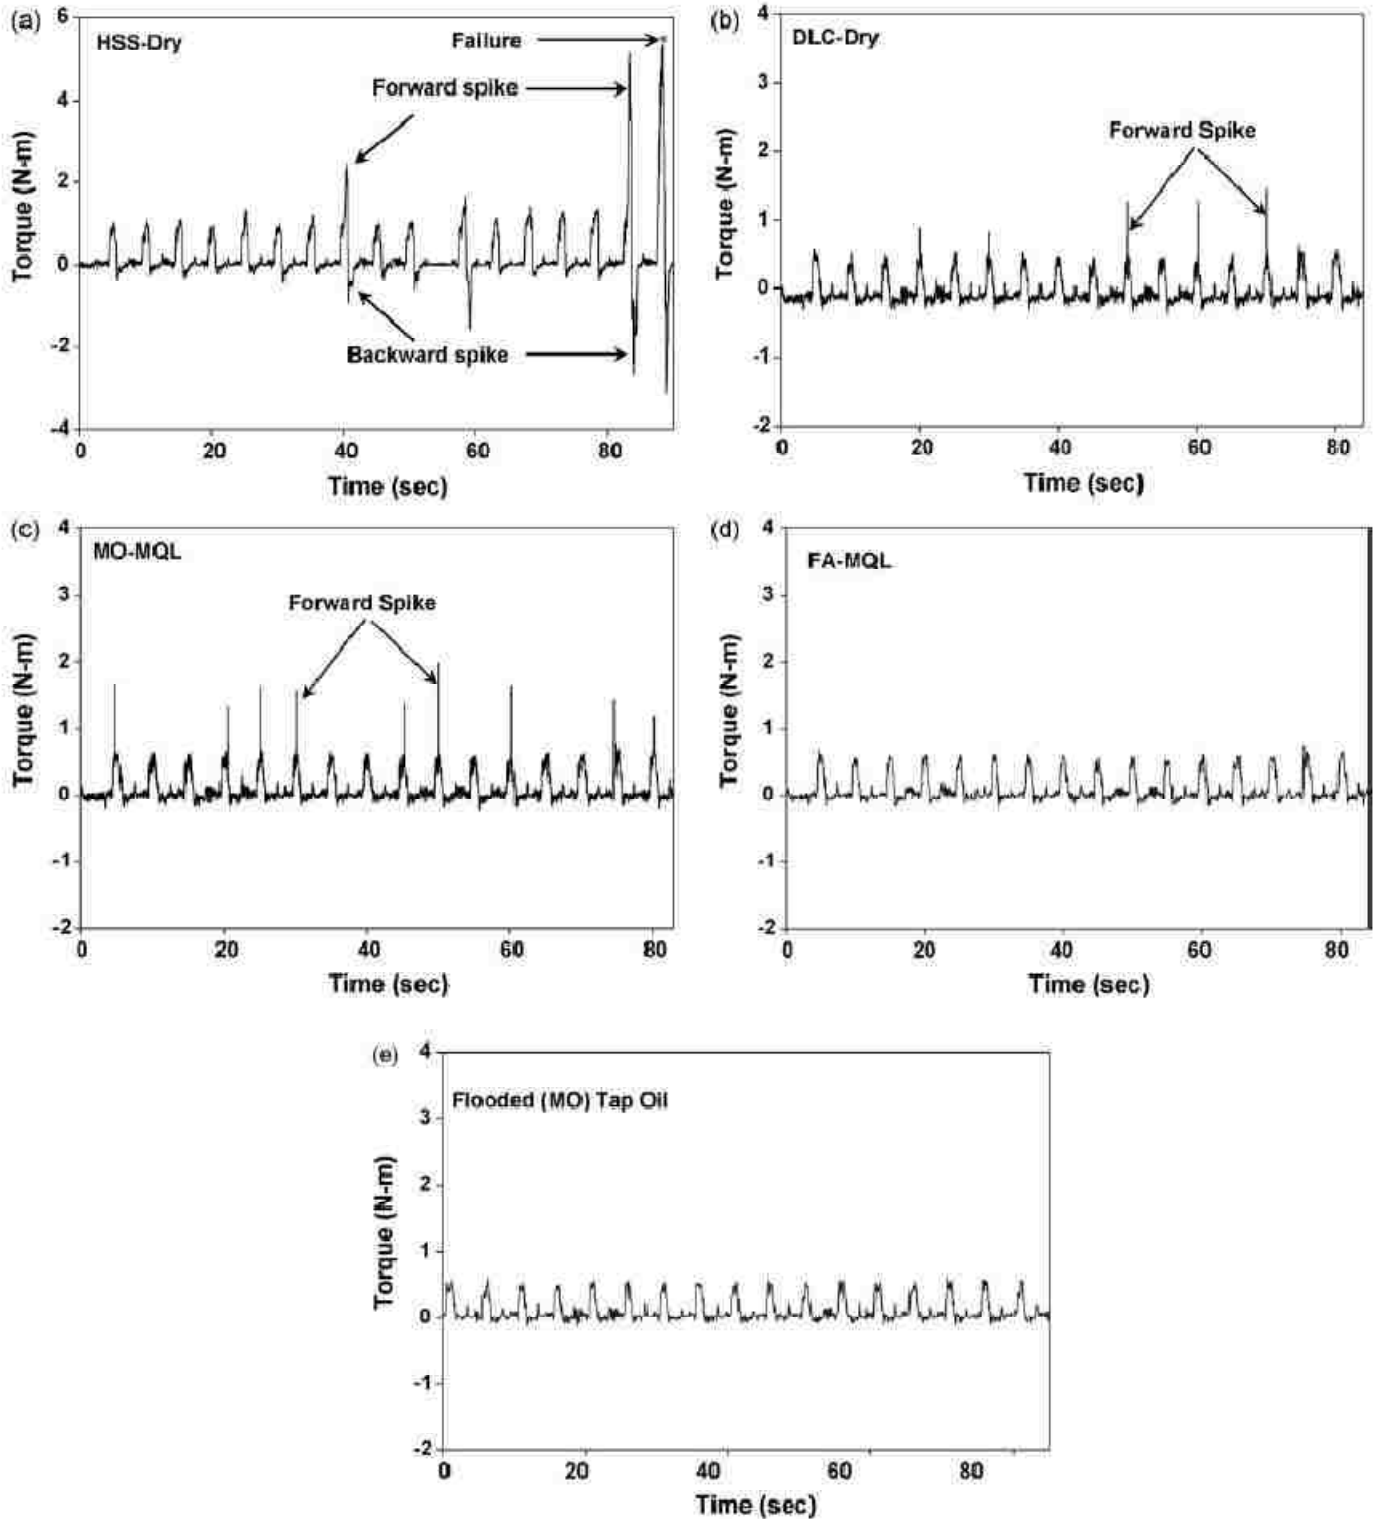 (a)
HSS-Dry
Failure
Forward spike
Backward spike
6
4
2
0
-2
-4
Torque (N-m)
0 20 40 60 80
Time (sec)
(b)
DLC-Dry
Forward Spike
4
3
2
1
0
-1
-2
Torque (N-m)
0 20 40 60 80
Time (sec)
(c)
MO-MQL
Forward Spike
4
3
2
1
0
-1
-2
Torque (N-m)
0 20 40 60 80
Time (sec)
(d)
FA-MQL
4
3
2
1
0
-1
-2
Torque (N-m)
0 20 40 60 80
Time (sec)
(e)
Flooded (MO) Tap Oil
4
3
2
1
0
-1
-2
Torque (N-m)
0 20 40 60 80
Time (sec)